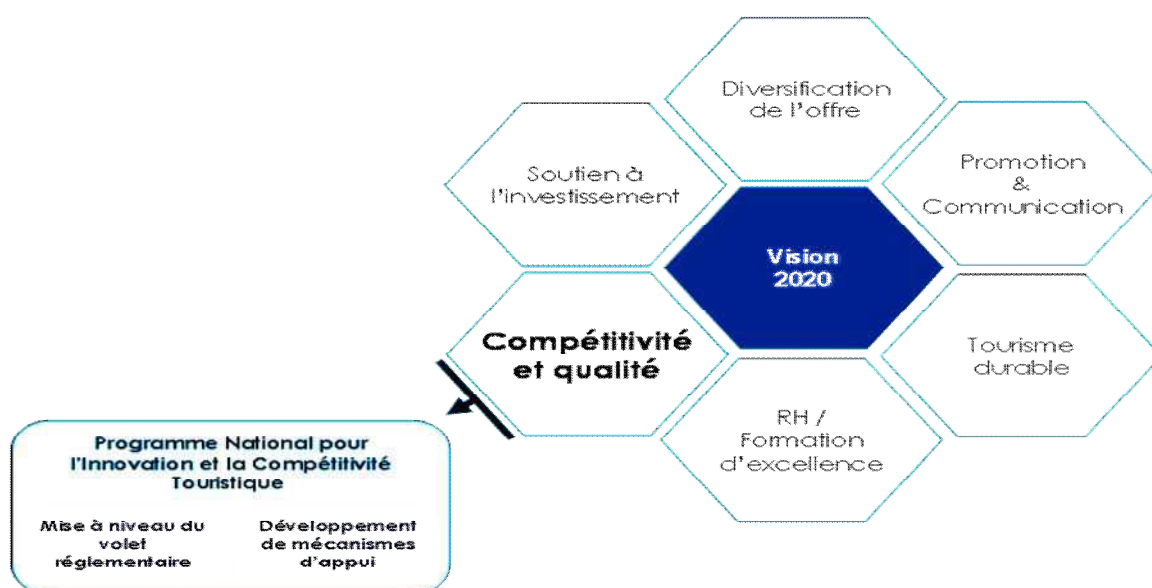 Diversification
de l'offre
Soutien à
l'investissement
Promotion
&
Communication
Vision
2020
Compétitivité
et qualité
Tourisme
durable
RH /
Formation
d'excellence
Programme National pour
l'Innovation et la Compétitivité
Touristique
Mise à niveau du
volet
réglementaire
Développement
de mécanismes
d'appui